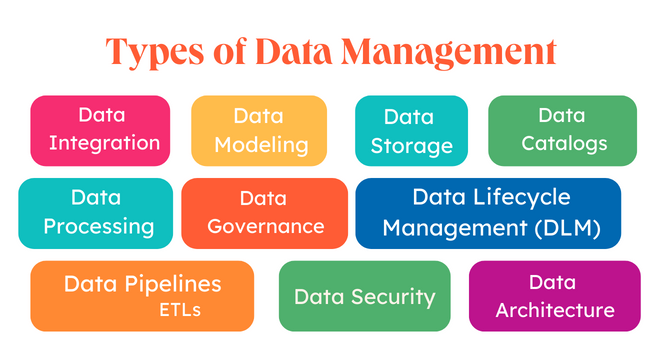 Types of Data Management
Data
Integration
Data
Modeling
Data
Storage
Data
Catalogs
Data
Processing
Data
Governance
Data Lifecycle
Management (DLM)
Data Pipelines
ETLs
Data Security
Data
Architecture